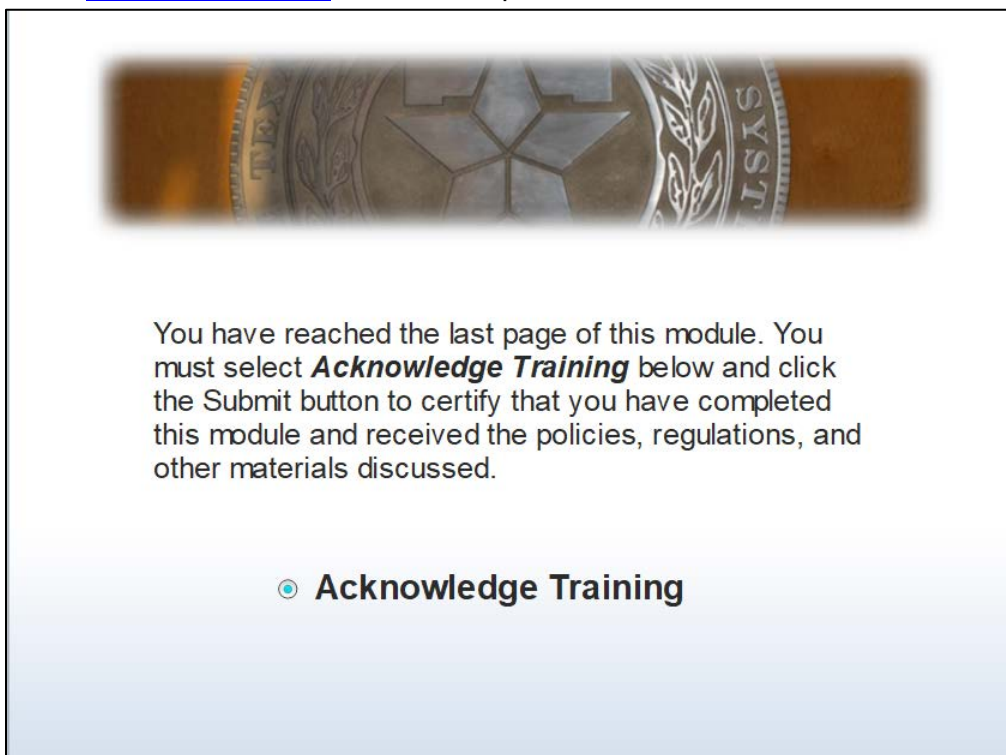 TEX
SYST
You have reached the last page of this module. You
must select Acknowledge Training below and click
the Submit button to certify that you have completed
this module and received the policies, regulations, and
other materials discussed.
Acknowledge Training